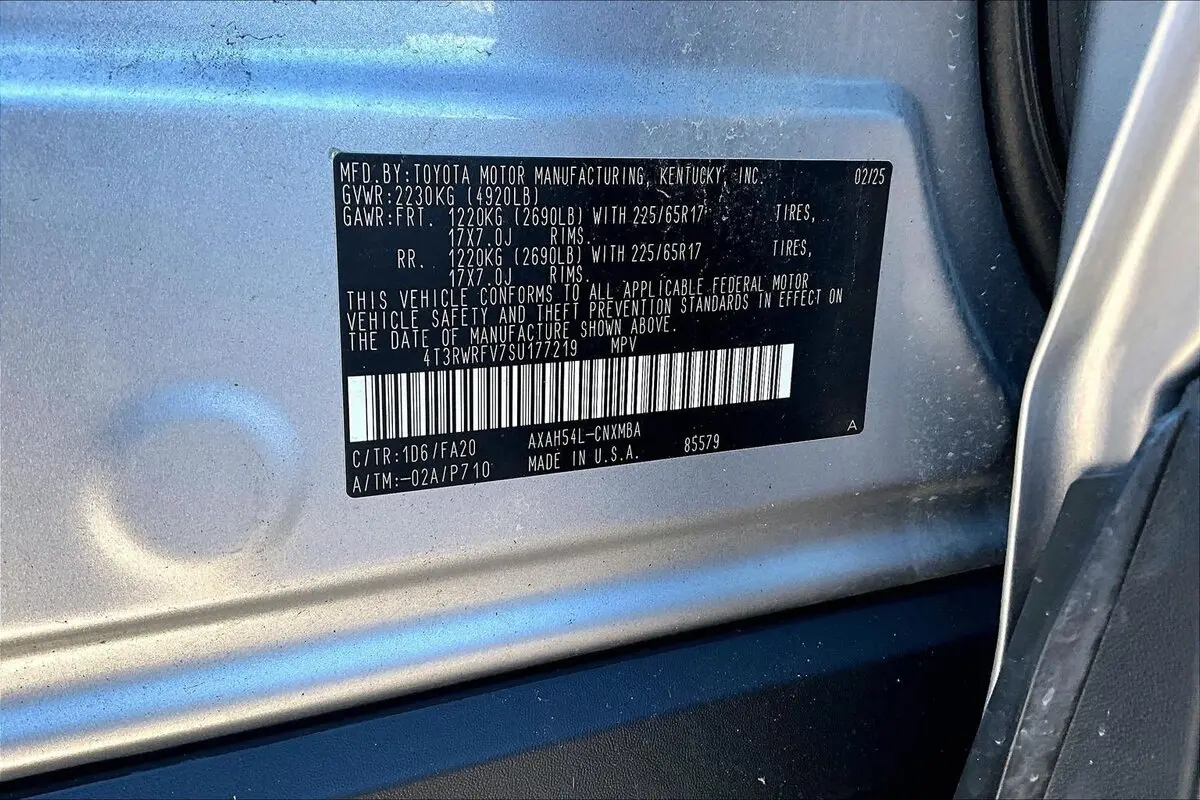 MFD.BY:TOYOTA MOTOR MANUFACTURING, KENTUCKY, INC. 02/25
GVWR:2230KG (4920LB)
GAWR:FRT. 1220KG (2690LB) WITH 225/65R17 TIRES,
17X7.0J RIMS.
RR. 1220KG (2690LB) WITH 225/65R17 TIRES,
17X7.0J RIMS.
THIS VEHICLE CONFORMS TO ALL APPLICABLE FEDERAL MOTOR
VEHICLE SAFETY AND THEFT PREVENTION STANDARDS IN EFFECT ON
THE DATE OF MANUFACTURE SHOWN ABOVE.
4T3RWRFV7SU177219 MPV
C/TR:1D6/FA20 AXAH54L-CNXMBA 85579 A
A/TM:-02A/P710 MADE IN U.S.A.